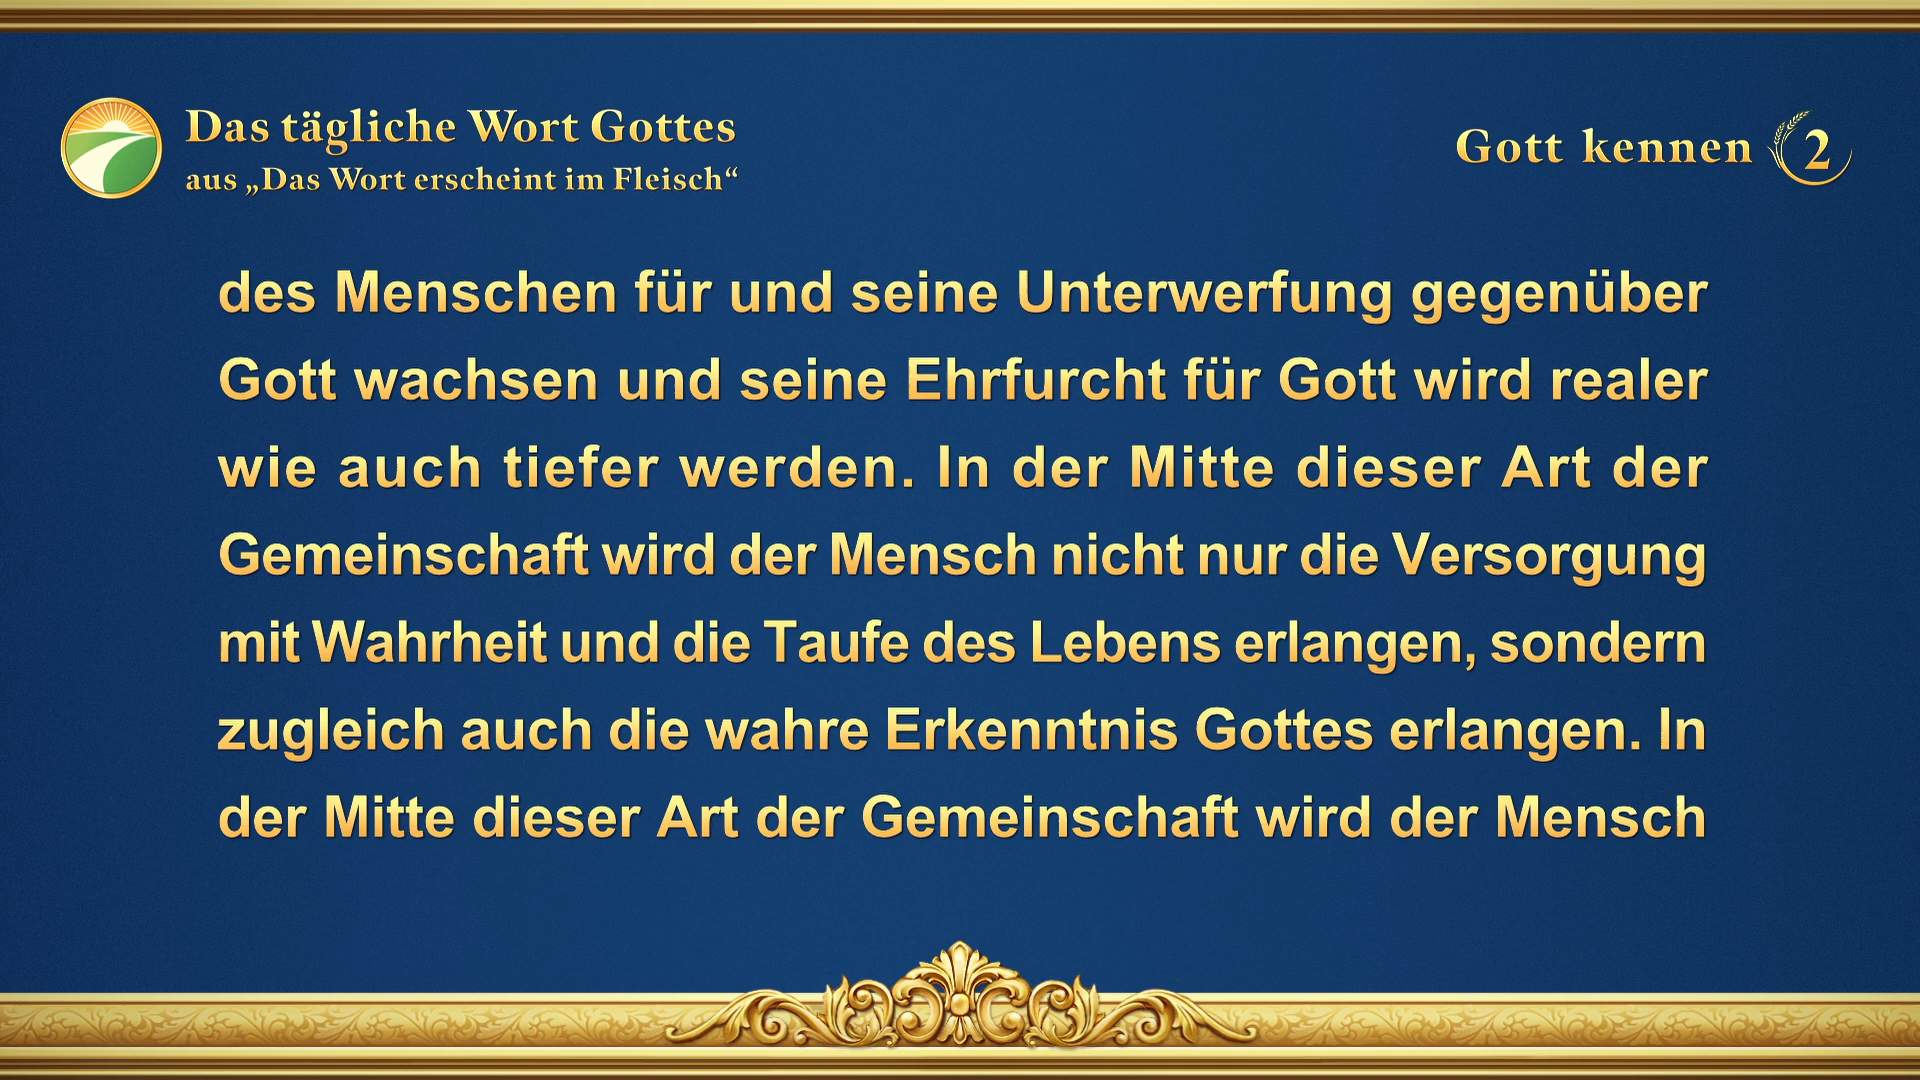 Das tägliche Wort Gottes
aus „Das Wort erscheint im Fleisch“
Gott kennen 2
des Menschen für und seine Unterwerfung gegenüber
Gott wachsen und seine Ehrfurcht für Gott wird realer
wie auch tiefer werden. In der Mitte dieser Art der
Gemeinschaft wird der Mensch nicht nur die Versorgung
mit Wahrheit und die Taufe des Lebens erlangen, sondern
zugleich auch die wahre Erkenntnis Gottes erlangen. In
der Mitte dieser Art der Gemeinschaft wird der Mensch